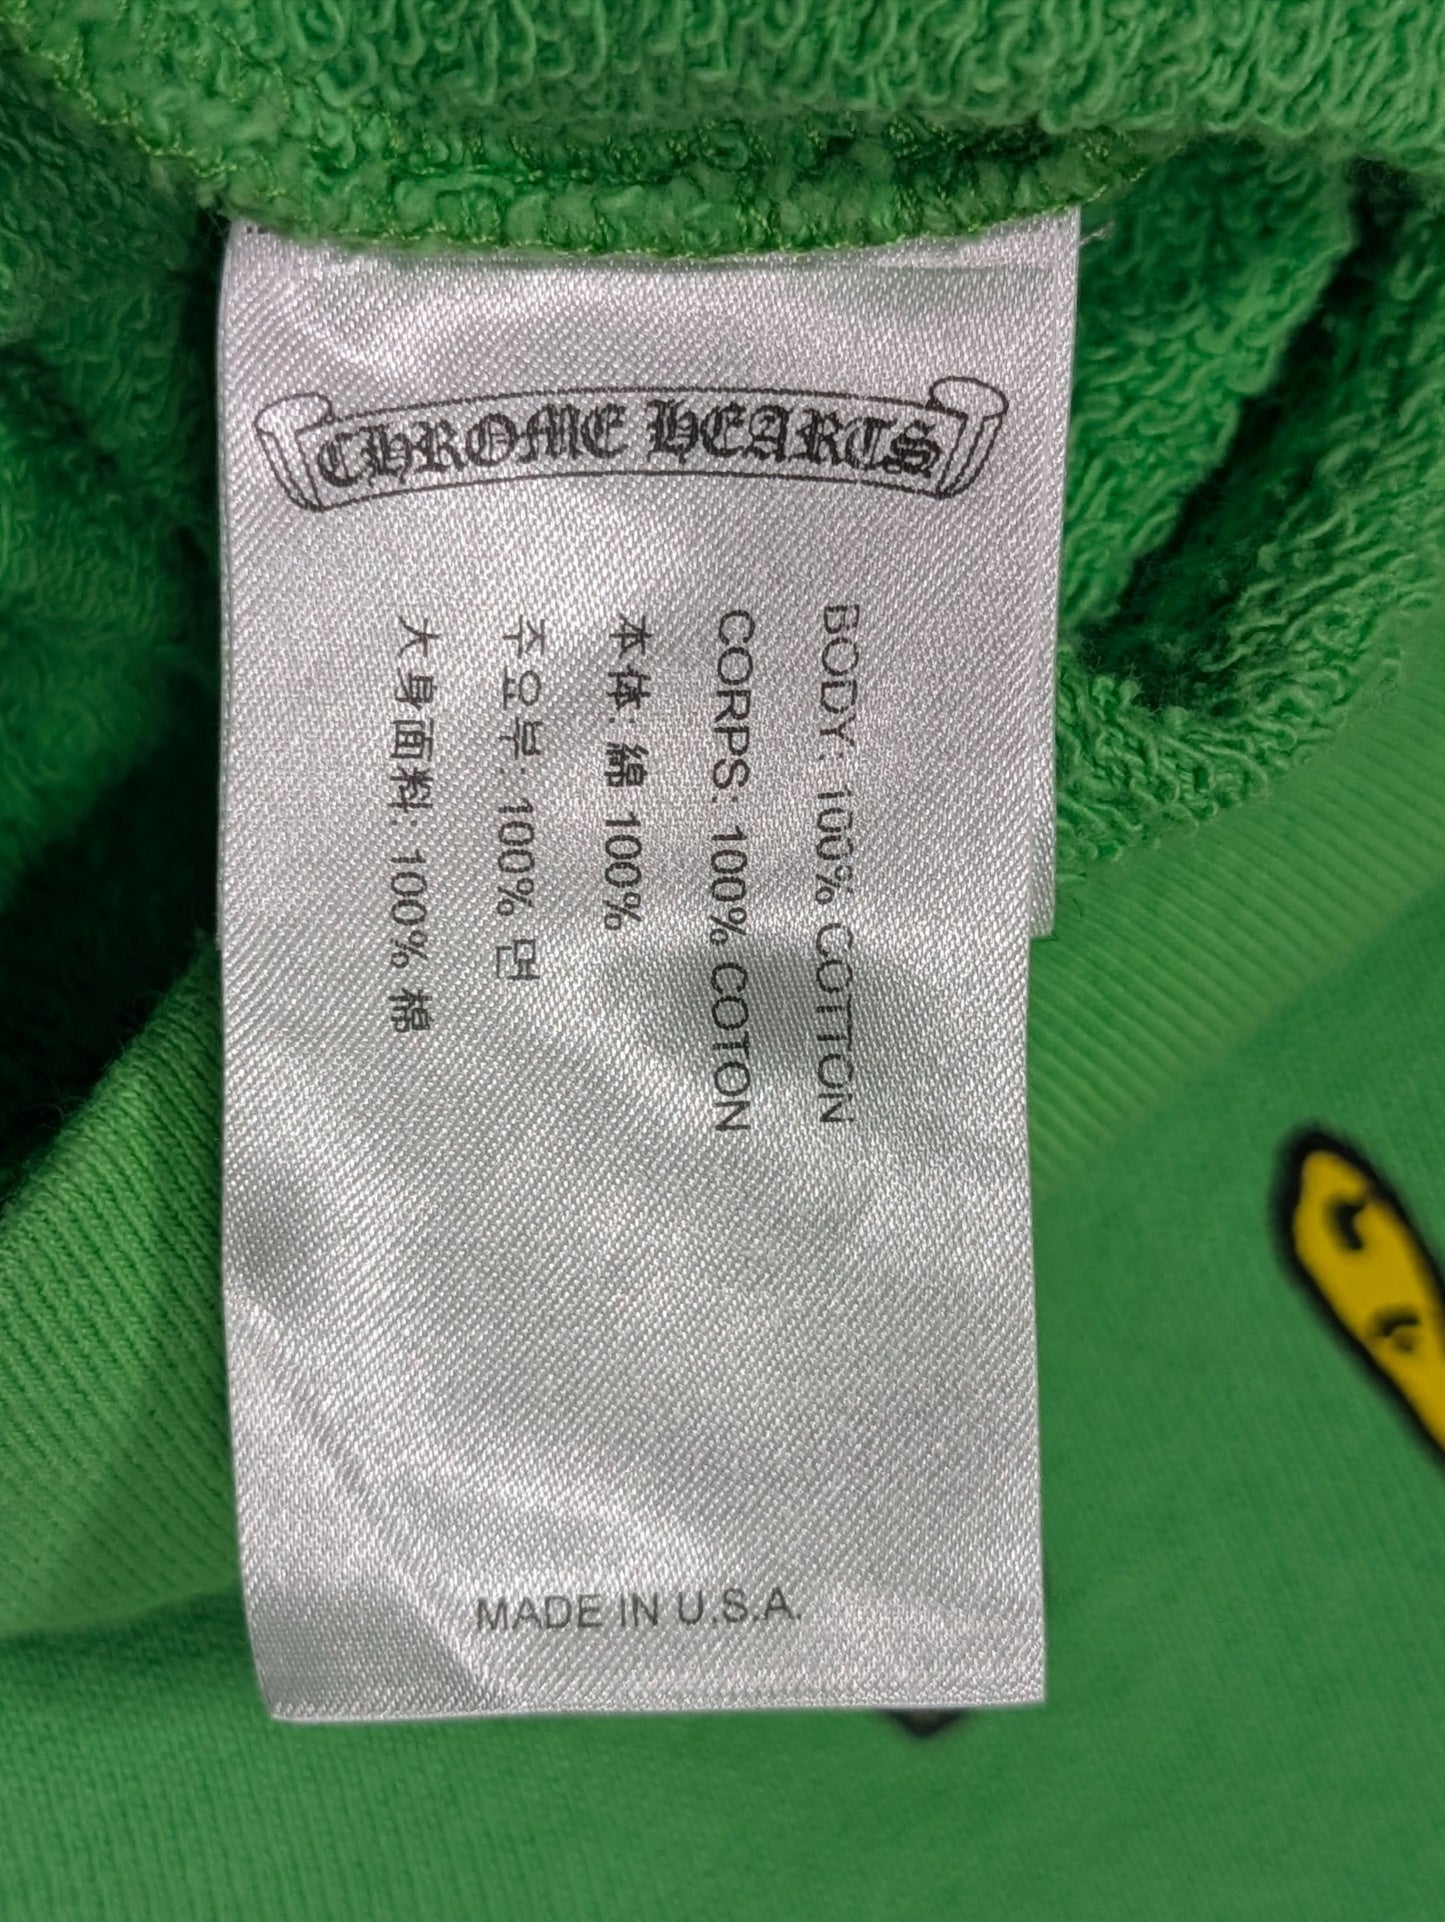 CHROME HEARTS
BODY: 100% COTTON
CORPS: 100% COTON
本体: 綿 100%
주요부: 100% 면
大身面料: 100% 棉
MADE IN U.S.A.